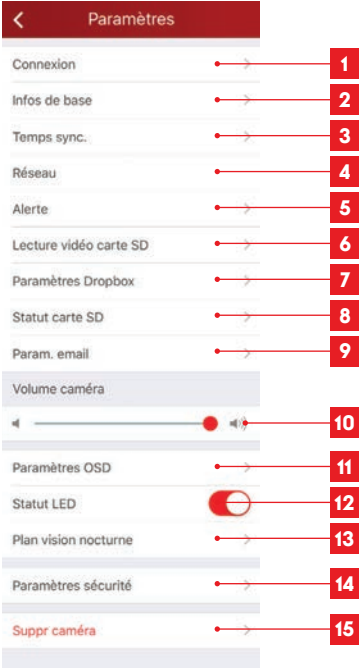 Paramètres
Connexion 1
Infos de base 2
Temps sync. 3
Réseau 4
Alerte 5
Lecture vidéo carte SD 6
Paramètres Dropbox 7
Statut carte SD 8
Param. email 9
Volume caméra
10
Paramètres OSD 11
Statut LED 12
Plan vision nocturne 13
Paramètres sécurité 14
Suppr caméra 15